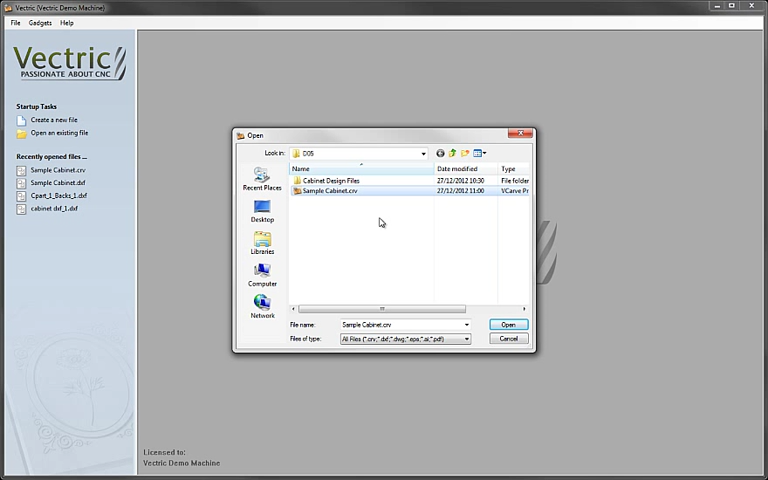 Vectric (Vectric Demo Machine)
File Gadgets Help
Vectric
PASSIONATE ABOUT CNC
Startup Tasks
Create a new file
Open an existing file
Recently opened files ...
Sample Cabinet.crv
Sample Cabinet.dxf
Cpart_1_Backs_1.dxf
cabinet dxf_1.dxf
Open
Look in: D05
Name Date modified Type
Cabinet Design Files 27/12/2012 10:30 File folder
Sample Cabinet.crv 27/12/2012 11:00 VCarve Pr
Recent Places
Desktop
Libraries
Computer
Network
File name: Sample Cabinet.crv Open
Files of type: All Files (*.crv;*.dxf;*.dwg;*.eps;*.ai;*.pdf) Cancel
Licensed to:
Vectric Demo Machine